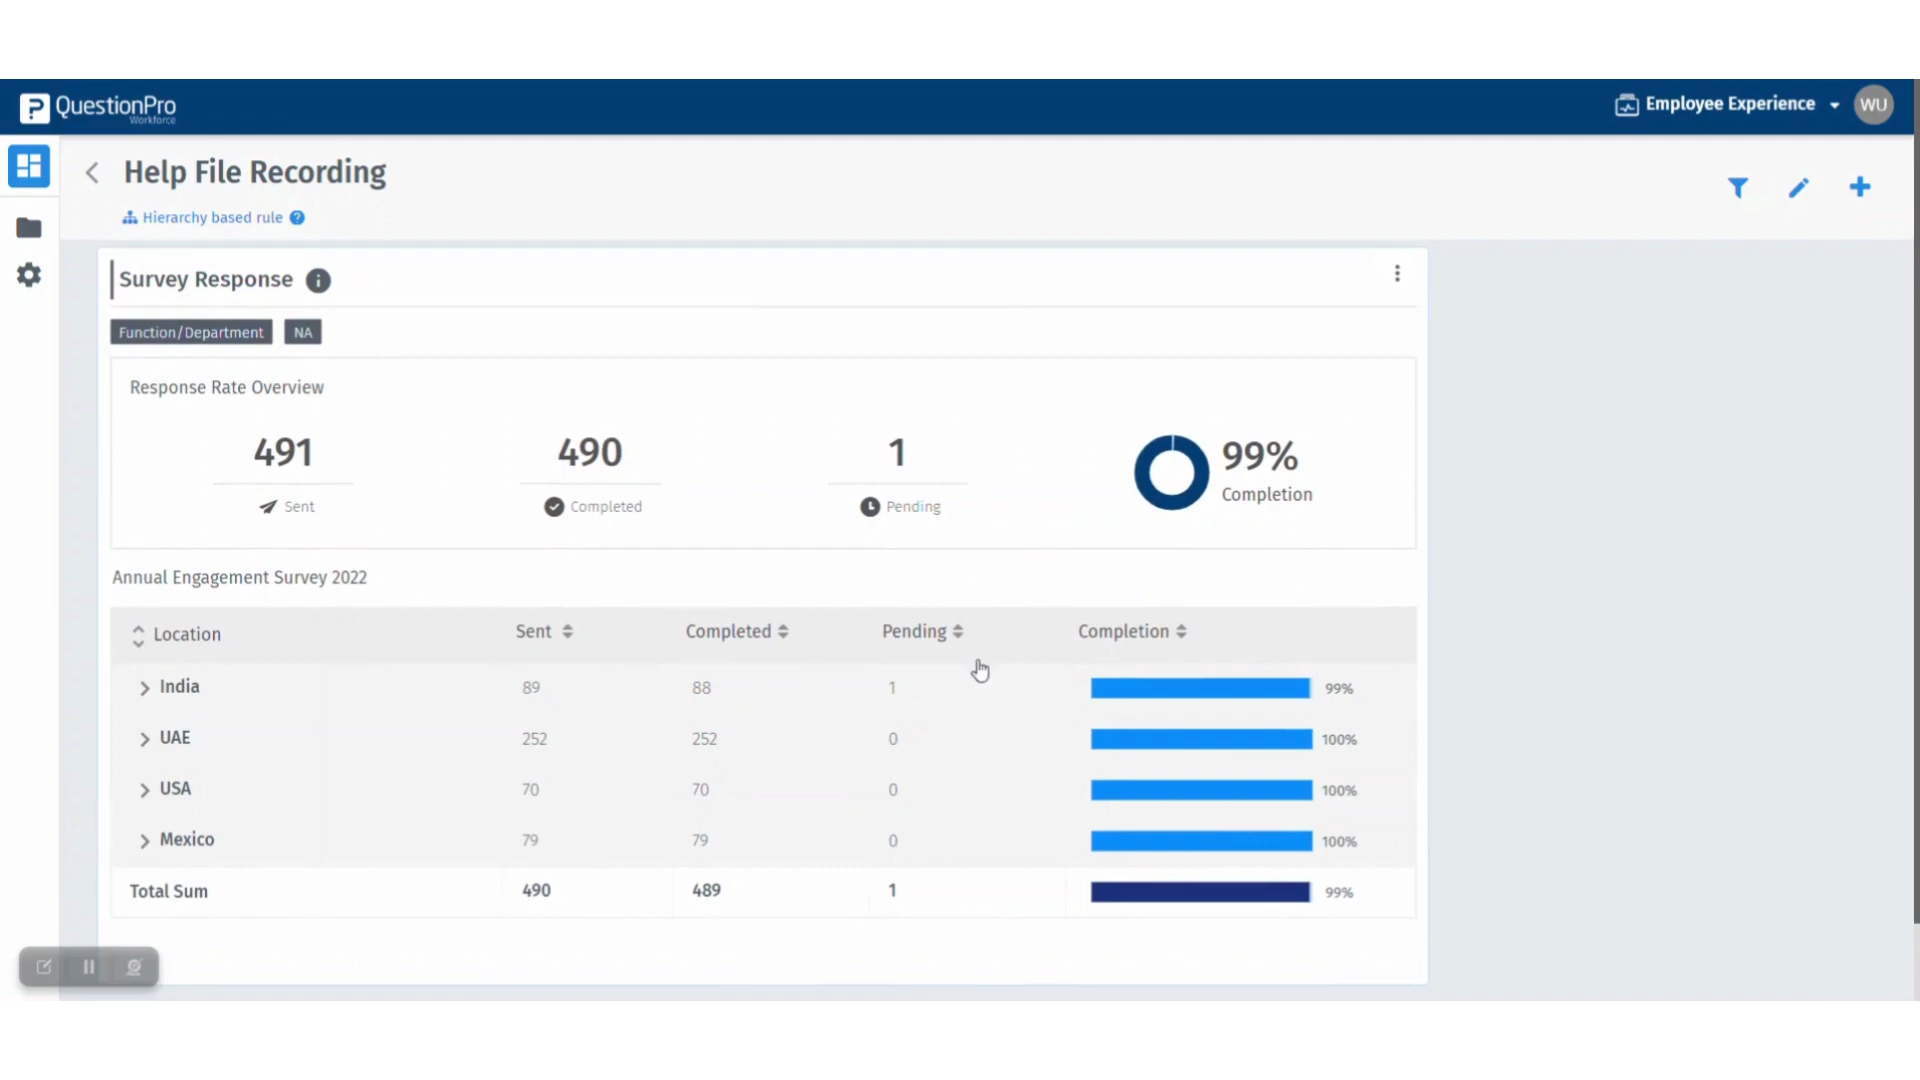 QuestionPro
Workforce
Employee Experience
WU
Help File Recording
Hierarchy based rule ?
Survey Response i
Function/Department NA
Response Rate Overview
491 490 1 99%
Sent Completed Pending Completion
Annual Engagement Survey 2022
Location Sent Completed Pending Completion
India 89 88 1 99%
UAE 252 252 0 100%
USA 70 70 0 100%
Mexico 79 79 0 100%
Total Sum 490 489 1 99%